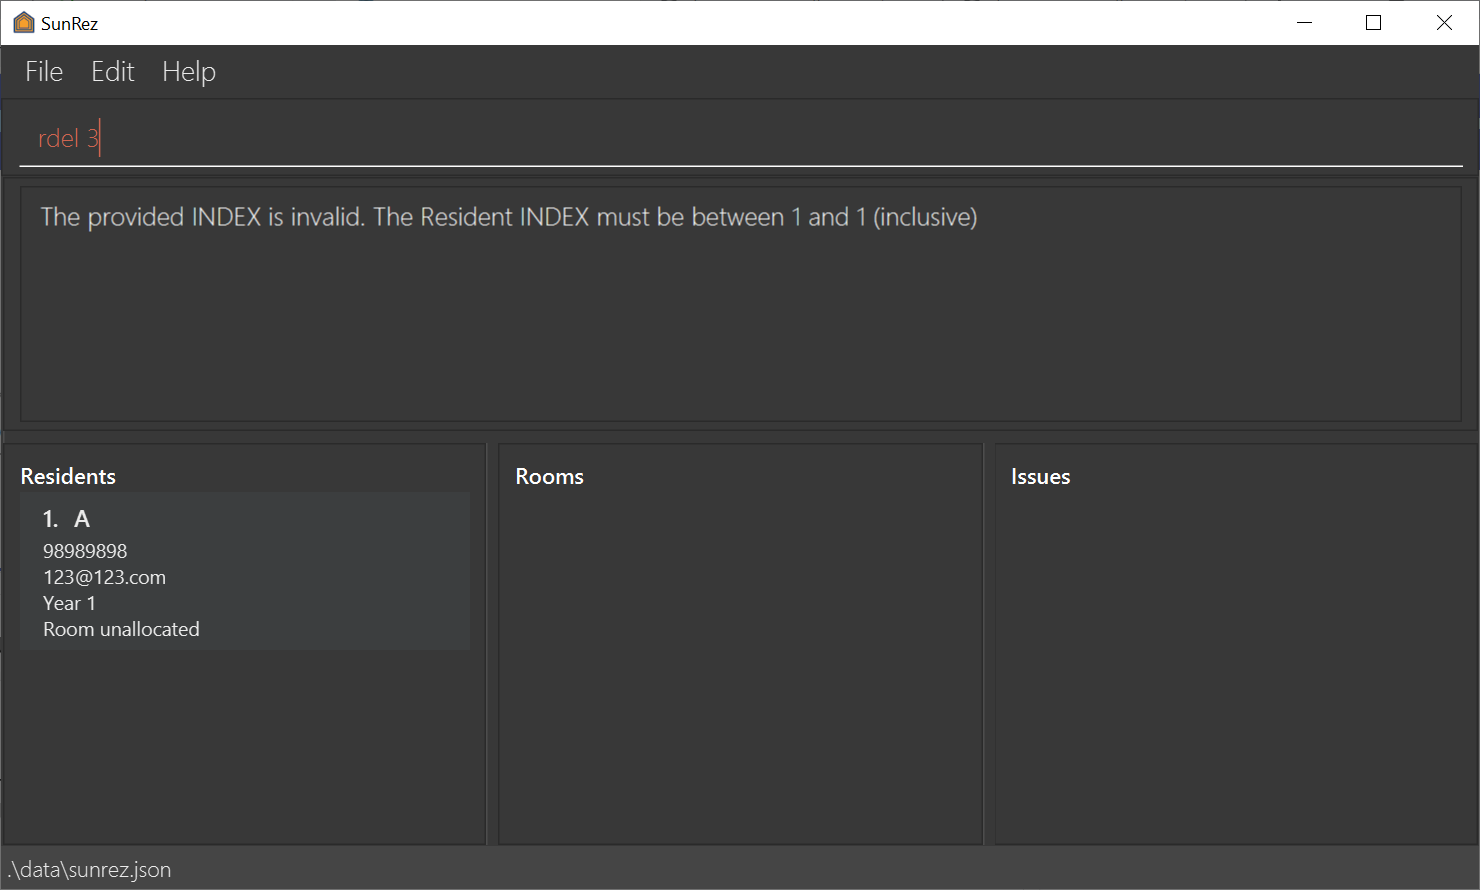 SunRez
File Edit Help
rdel 3
The provided INDEX is invalid. The Resident INDEX must be between 1 and 1 (inclusive)
Residents
1. A
98989898
123@123.com
Year 1
Room unallocated
Rooms
Issues
.\data\sunrez.json